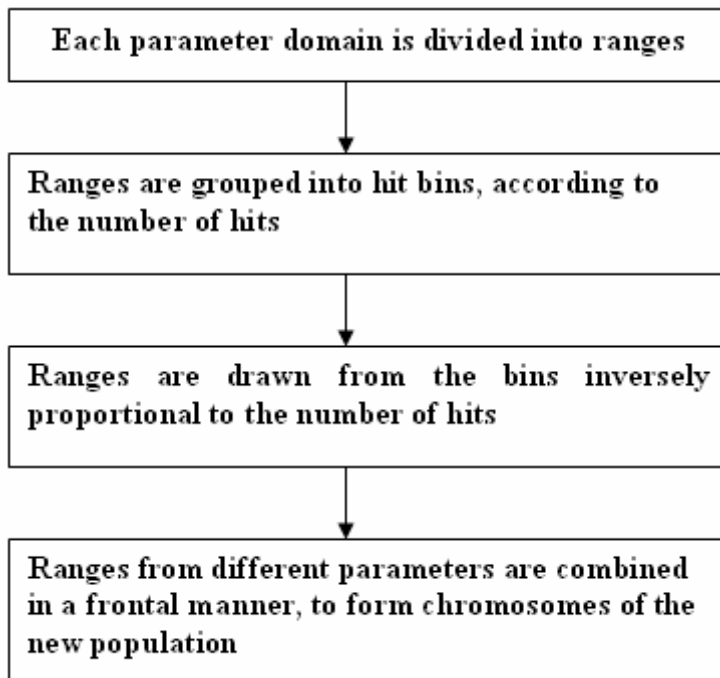 Each parameter domain is divided into ranges
Ranges are grouped into hit bins, according to
the number of hits
Ranges are drawn from the bins inversely
proportional to the number of hits
Ranges from different parameters are combined
in a frontal manner, to form chromosomes of the
new population